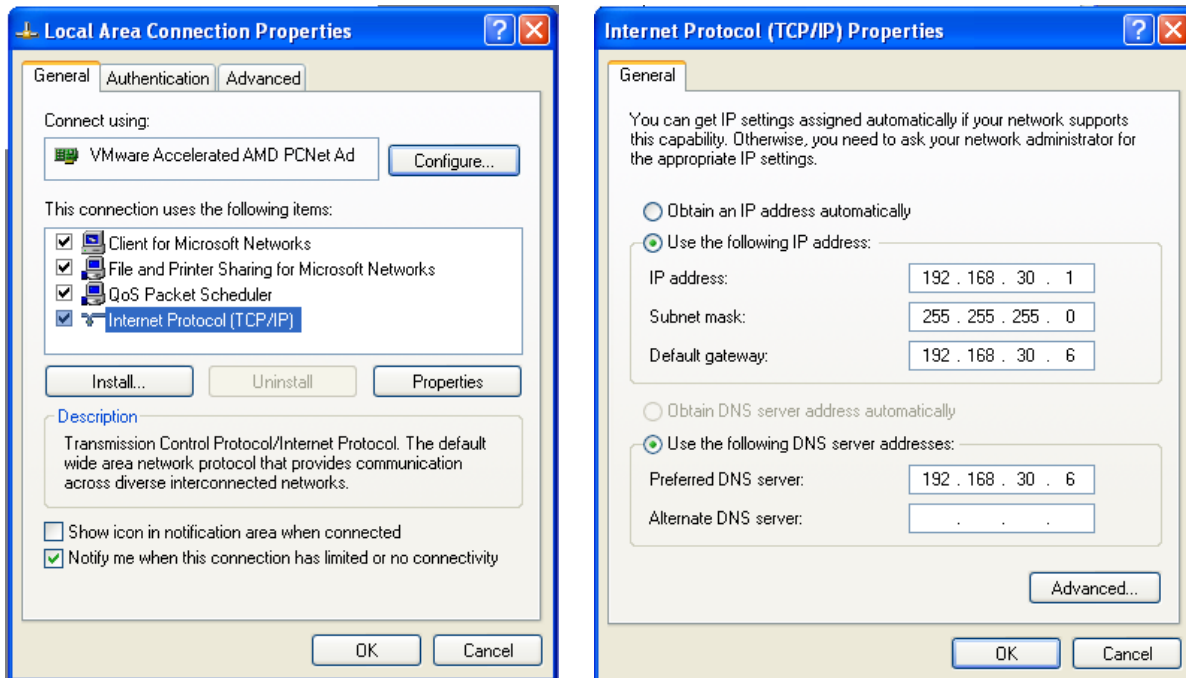 Local Area Connection Properties
General Authentication Advanced
Connect using:
VMware Accelerated AMD PCNet Ad
Configure...
This connection uses the following items:
Client for Microsoft Networks
File and Printer Sharing for Microsoft Networks
QoS Packet Scheduler
Internet Protocol (TCP/IP)
Install... Uninstall Properties
Description
Transmission Control Protocol/Internet Protocol. The default
wide area network protocol that provides communication
across diverse interconnected networks.
Show icon in notification area when connected
Notify me when this connection has limited or no connectivity
OK Cancel
Internet Protocol (TCP/IP) Properties
General
You can get IP settings assigned automatically if your network supports
this capability. Otherwise, you need to ask your network administrator for
the appropriate IP settings.
Obtain an IP address automatically
Use the following IP address:
IP address: 192 . 168 . 30 . 1
Subnet mask: 255 . 255 . 255 . 0
Default gateway: 192 . 168 . 30 . 6
Obtain DNS server address automatically
Use the following DNS server addresses:
Preferred DNS server: 192 . 168 . 30 . 6
Alternate DNS server: . . .
Advanced...
OK Cancel